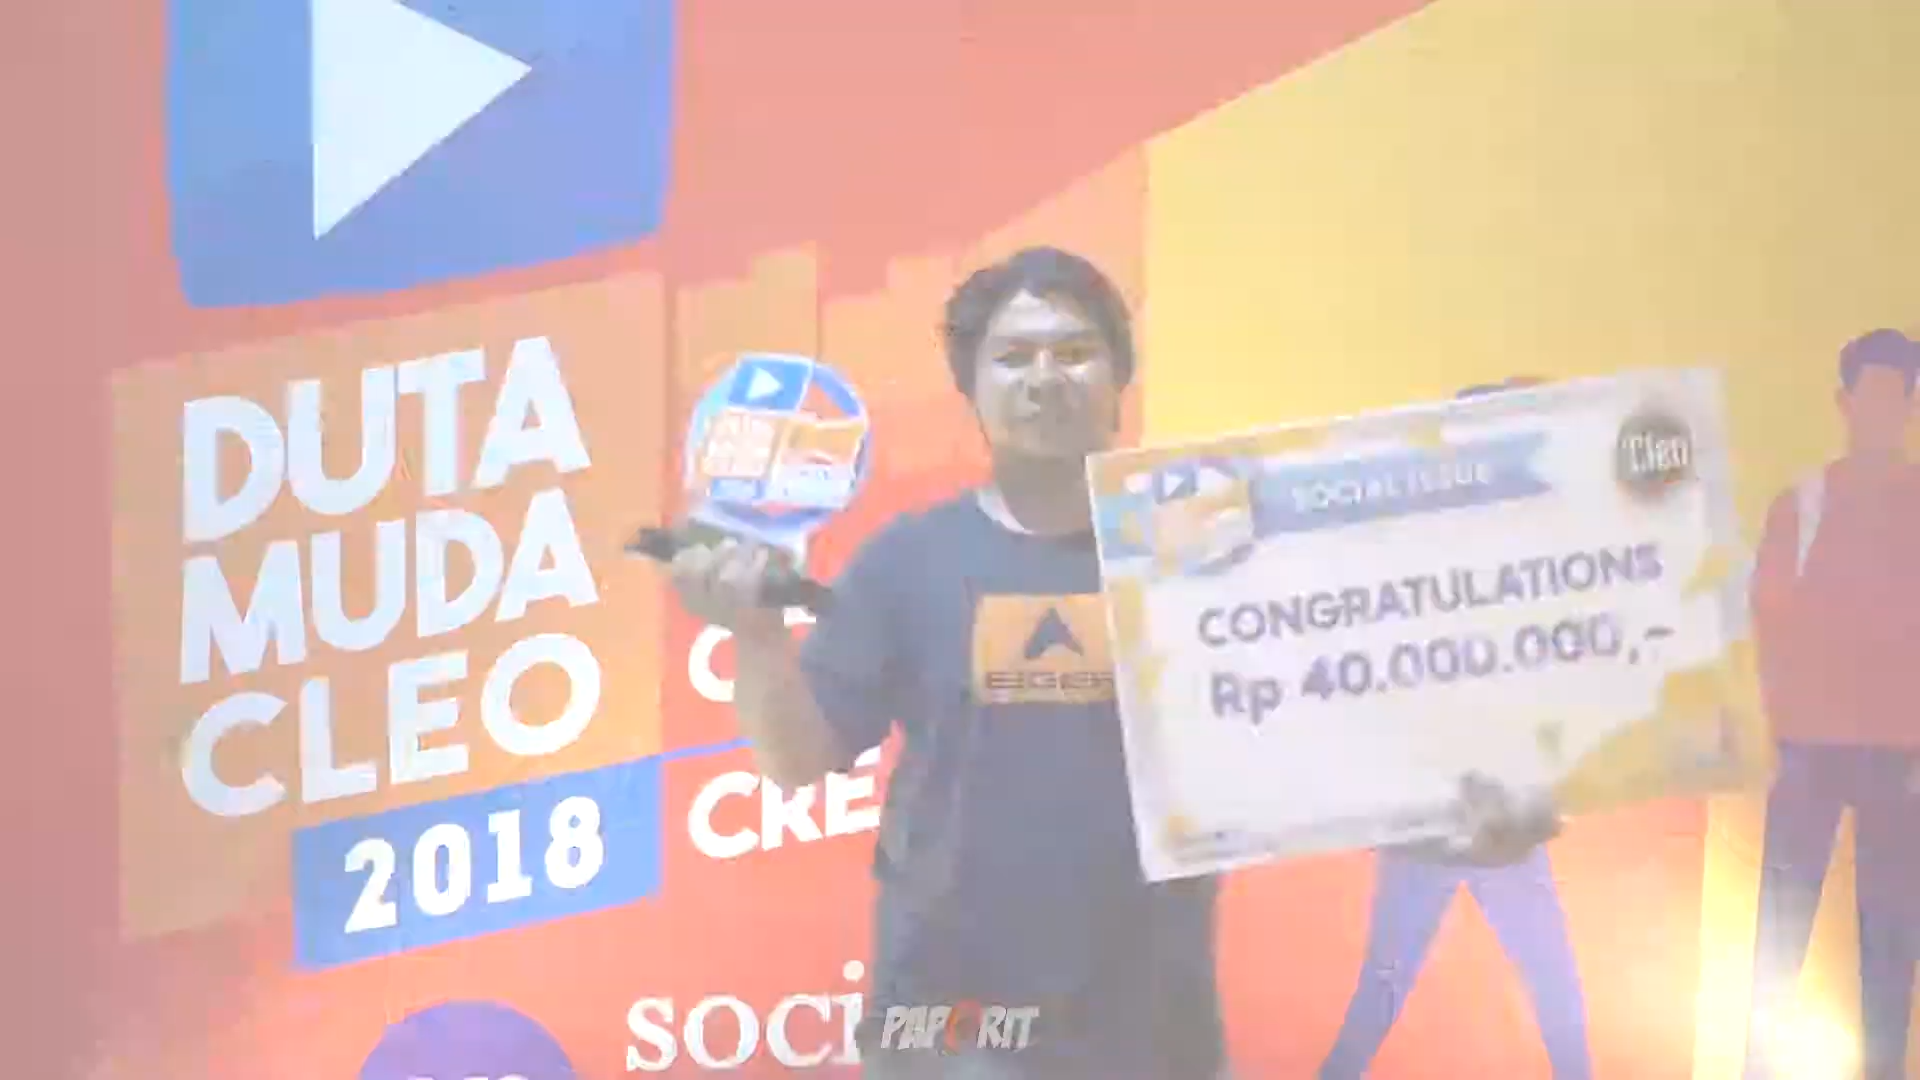 DUTA
MUDA
CLEO
2018
CRE
SOCi
EIGER
SOCIAL ISSUE
Cleo
CONGRATULATIONS
Rp 40.000.000,-
PAPORIT